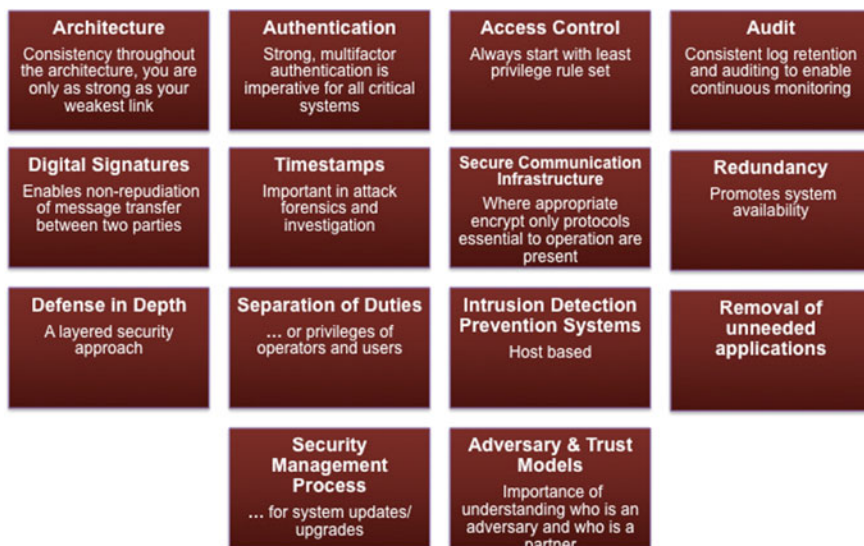 Architecture
Consistency throughout
the architecture, you are
only as strong as your
weakest link
Authentication
Strong, multifactor
authentication is
imperative for all critical
systems
Access Control
Always start with least
privilege rule set
Audit
Consistent log retention
and auditing to enable
continuous monitoring
Digital Signatures
Enables non-repudiation
of message transfer
between two parties
Timestamps
Important in attack
forensics and
investigation
Secure Communication
Infrastructure
Where appropriate
encrypt only protocols
essential to operation are
present
Redundancy
Promotes system
availability
Defense in Depth
A layered security
approach
Separation of Duties
... or privileges of
operators and users
Intrusion Detection
Prevention Systems
Host based
Removal of
unneeded
applications
Security
Management
Process
... for system updates/
upgrades
Adversary & Trust
Models
Importance of
understanding who is an
adversary and who is a
partner